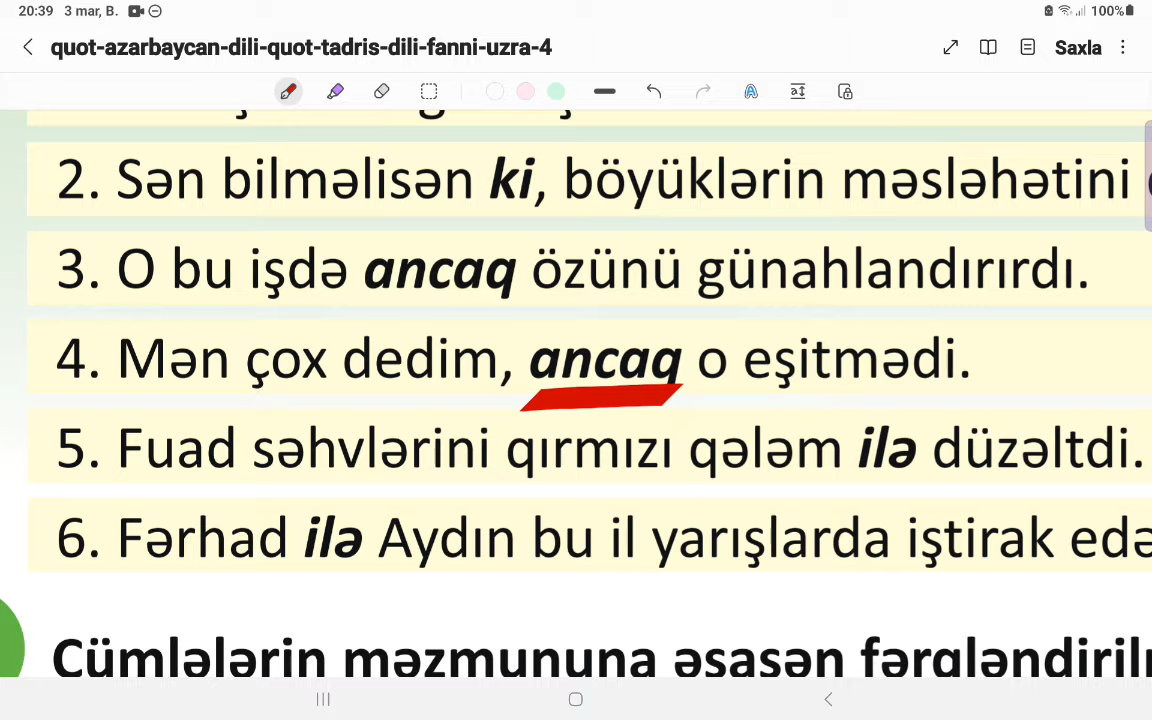 20:39 3 mar, B. 100%
quot-azarbaycan-dili-quot-tadris-dili-fanni-uzra-4 Saxla
2. Sən bilməlisən ki, böyüklərin məsləhətini
3. O bu işdə ancaq özünü günahlandırırdı.
4. Mən çox dedim, ancaq o eşitmədi.
5. Fuad səhvlərini qırmızı qələm ilə düzəltdi.
6. Fərhad ilə Aydın bu il yarışlarda iştirak edə
Cümlələrin məzmununa əsasən fərqləndiril